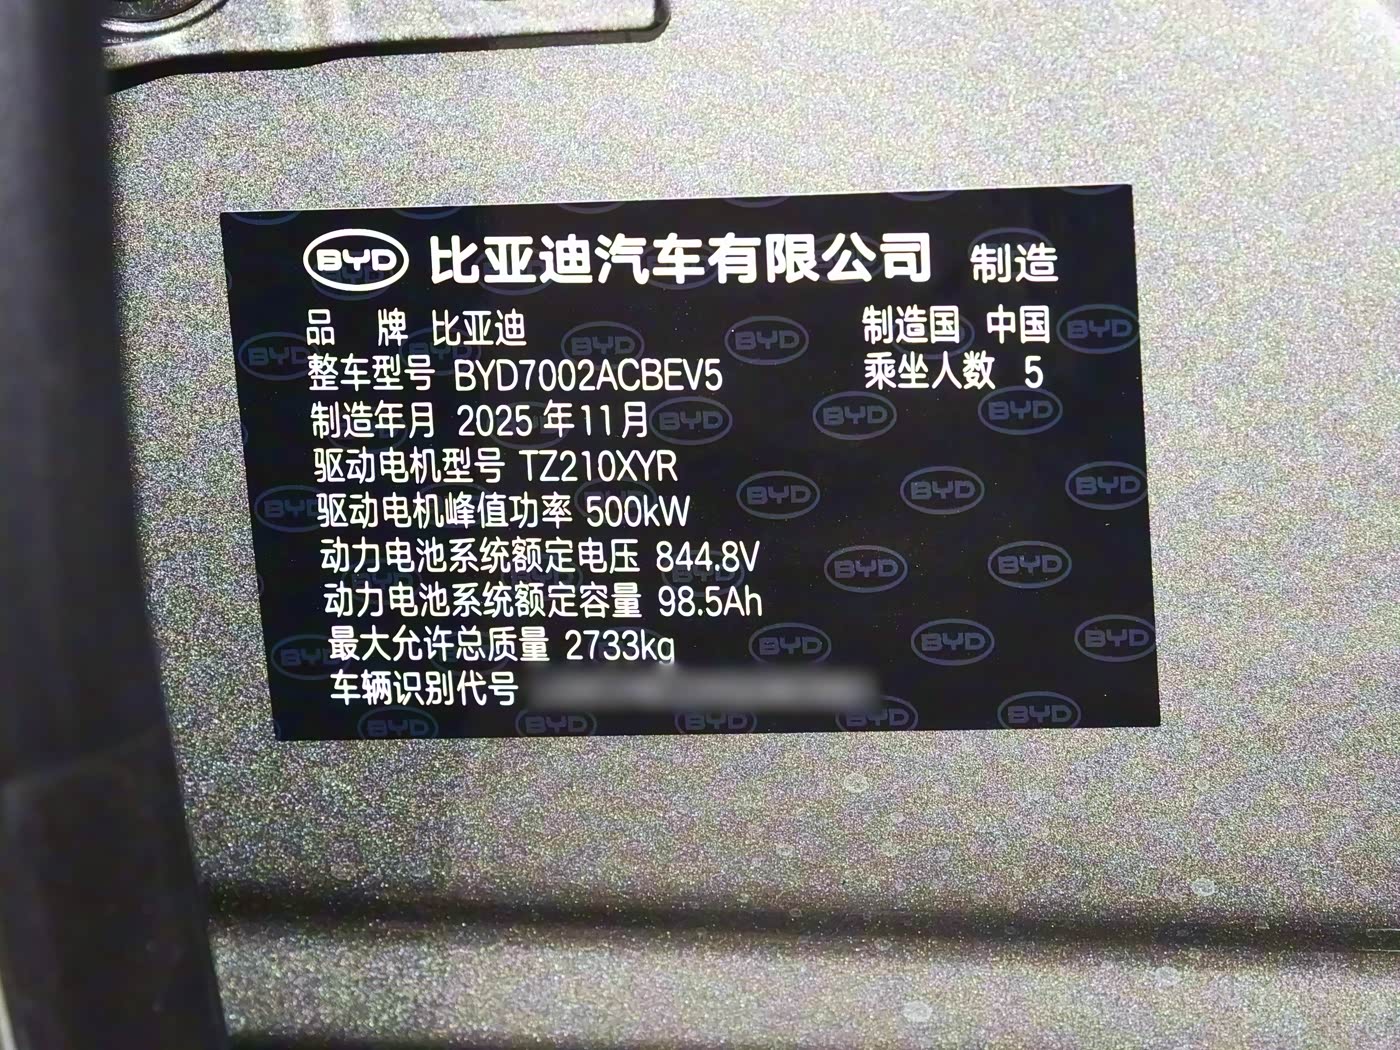 BYD 比亚迪汽车有限公司 制造
品 牌 比亚迪 制造国 中国
整车型号 BYD7002ACBEV5 乘坐人数 5
制造年月 2025年11月
驱动电机型号 TZ210XYR
驱动电机峰值功率 500kW
动力电池系统额定电压 844.8V
动力电池系统额定容量 98.5Ah
最大允许总质量 2733kg
车辆识别代号